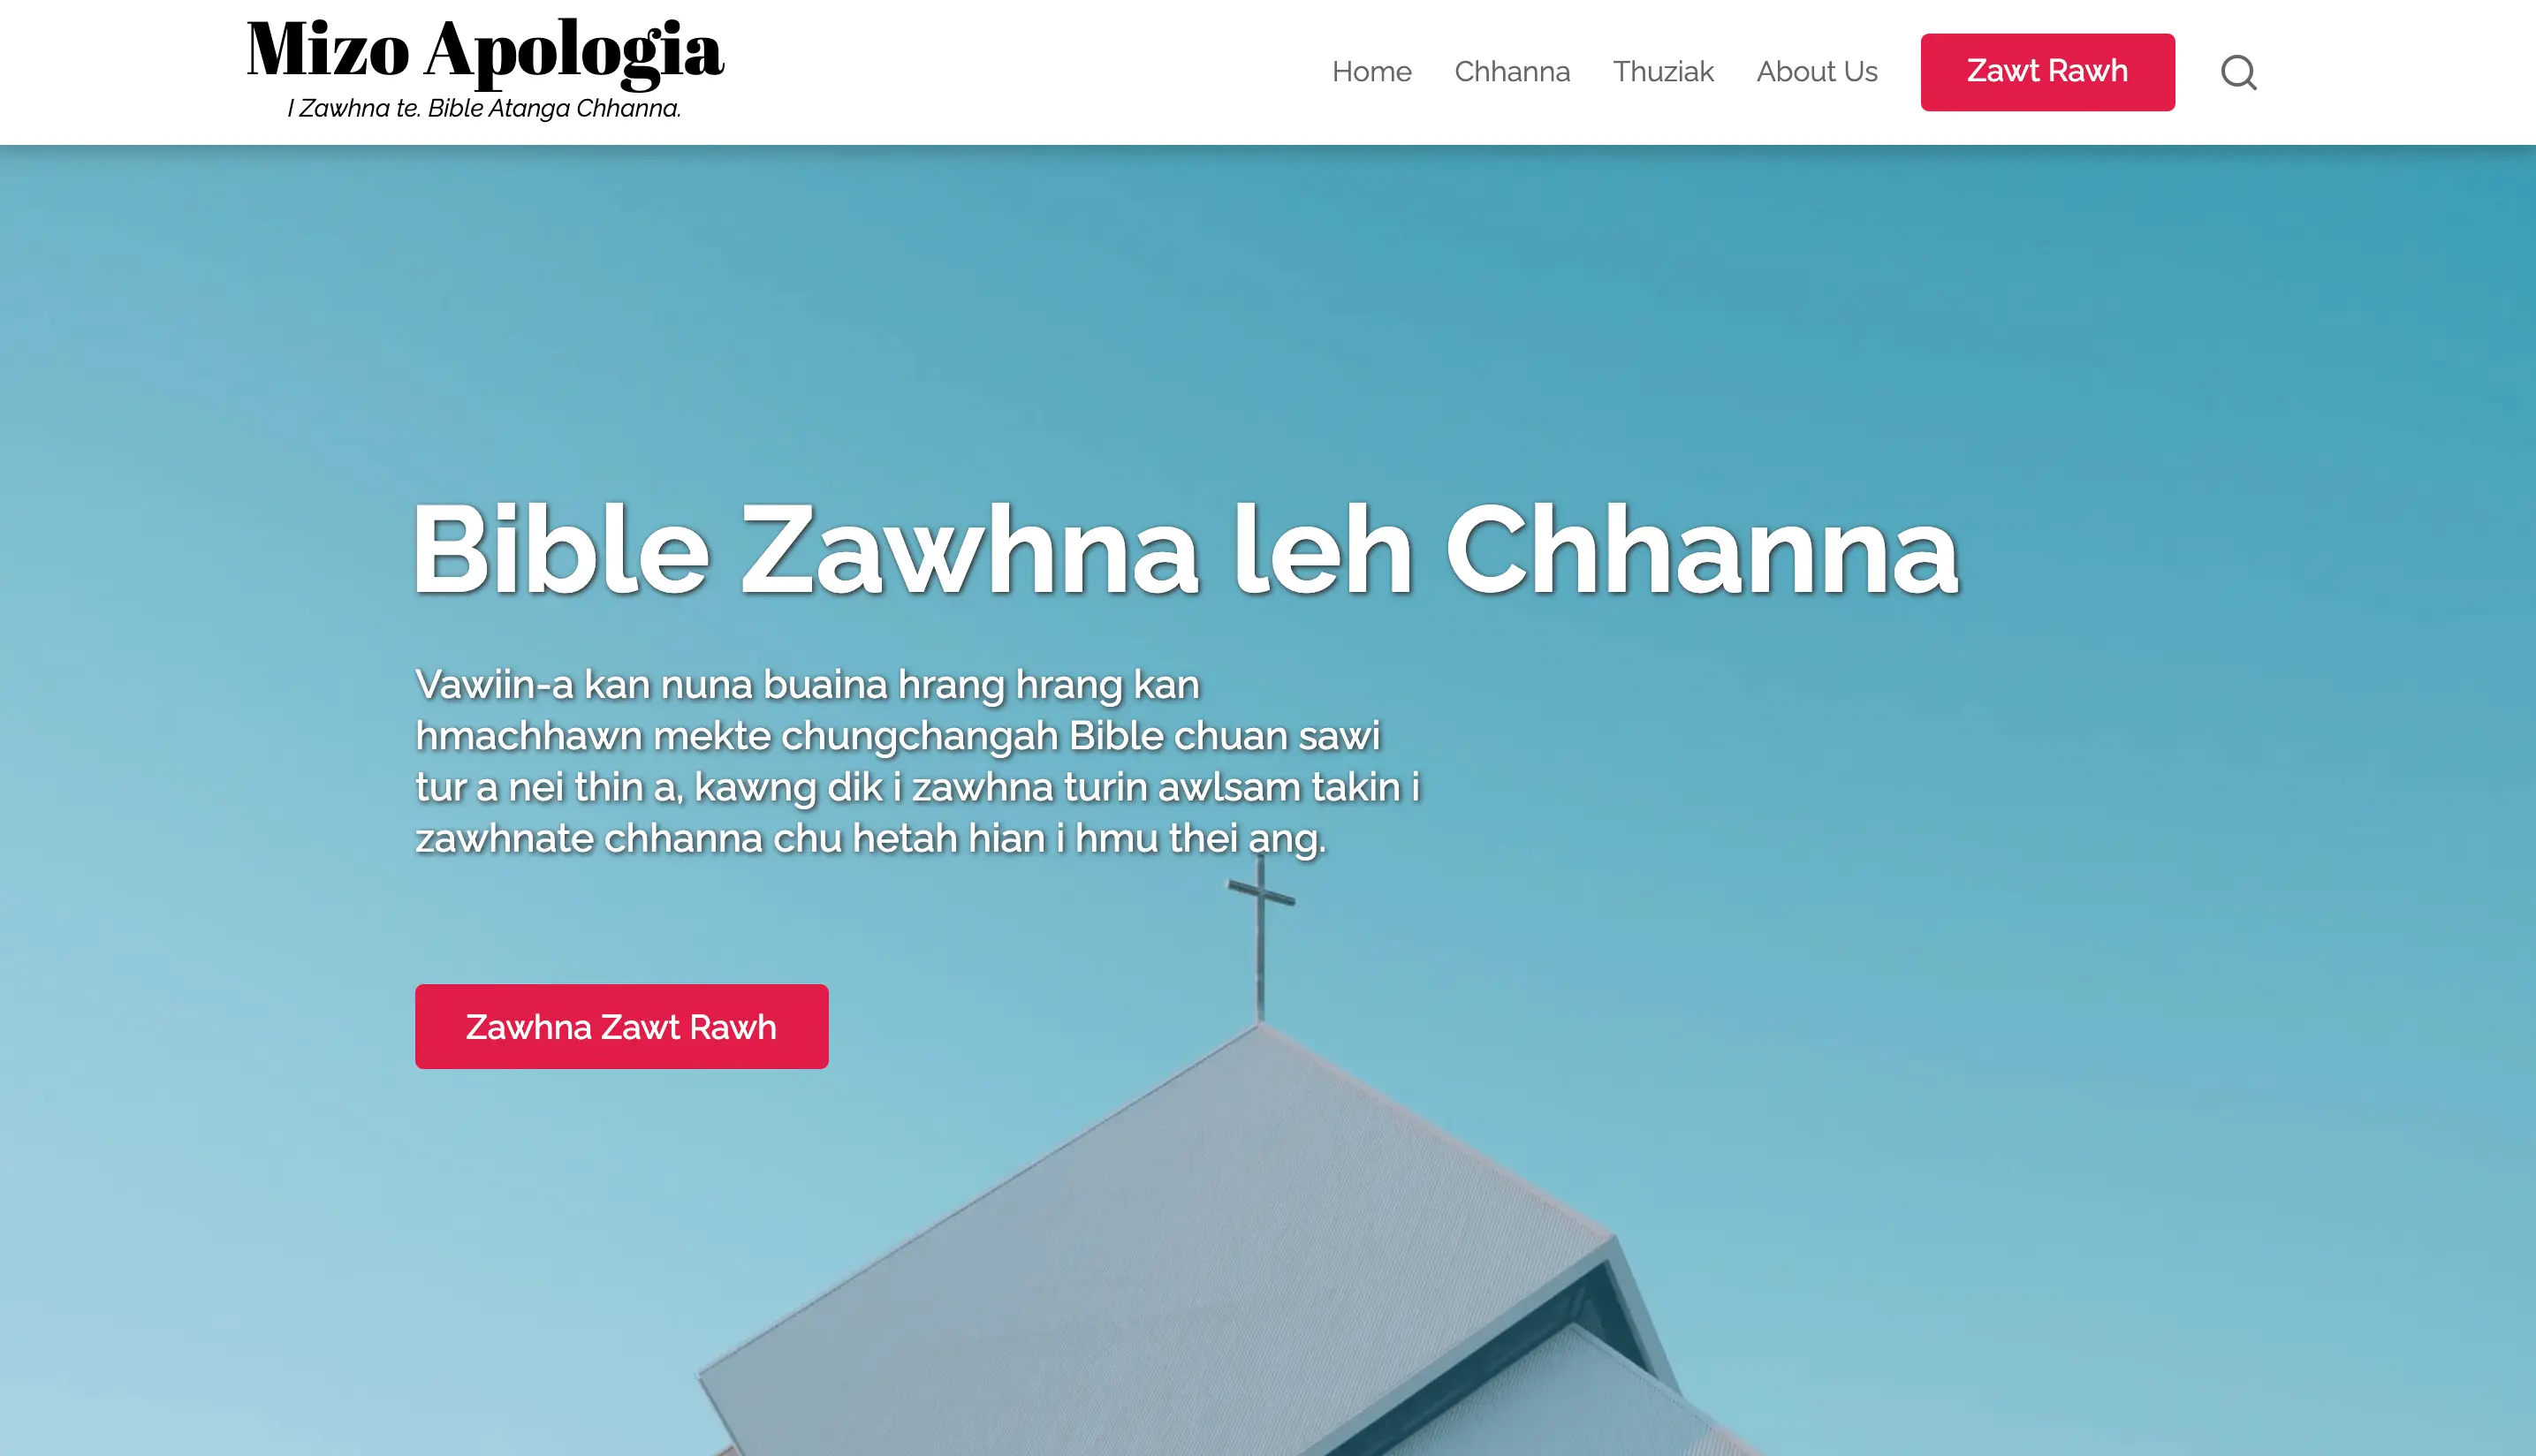 Mizo Apologia
I Zawhna te. Bible Atanga Chhanna.
Home Chhanna Thuziak About Us Zawt Rawh
Bible Zawhna leh Chhanna
Vawiin-a kan nuna buaina hrang hrang kan
hmachhawn mekte chungchangah Bible chuan sawi
tur a nei thin a, kawng dik i zawhna turin awlsam takin i
zawhnate chhanna chu hetah hian i hmu thei ang.
Zawhna Zawt Rawh